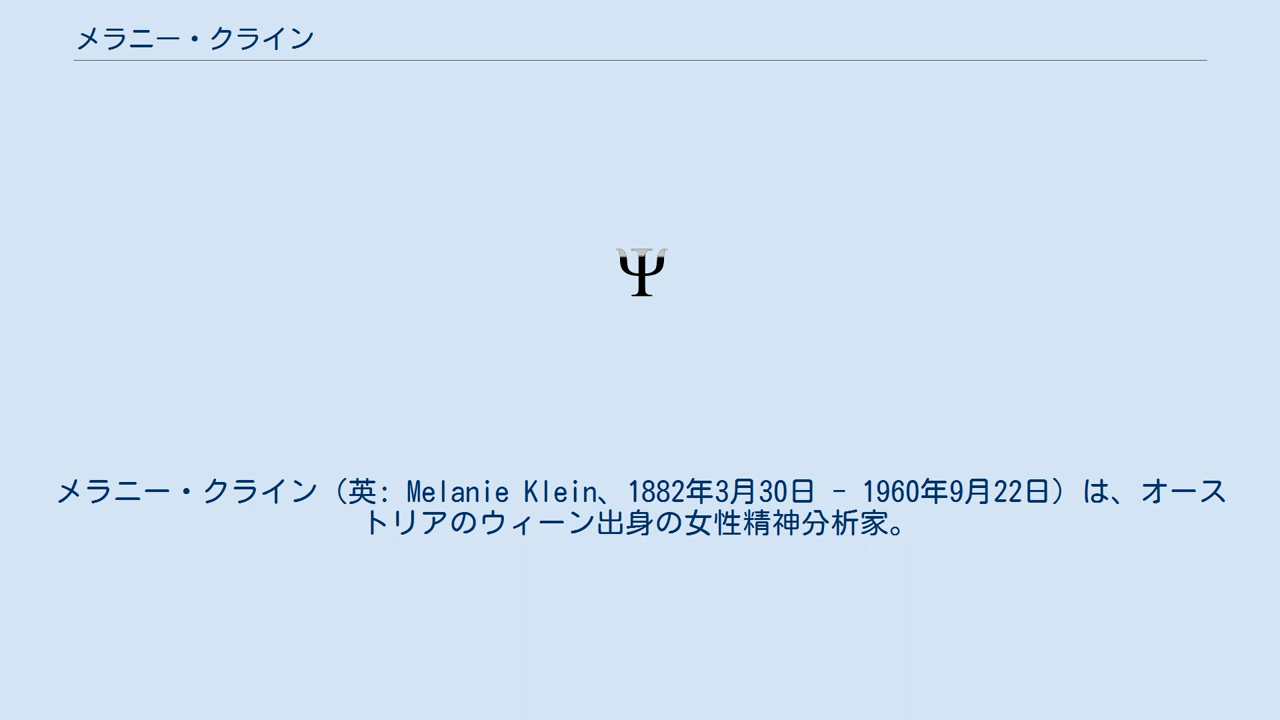 メラニー・クライン
Ψ
メラニー・クライン（英: Melanie Klein、1882年3月30日 - 1960年9月22日）は、オース
トリアのウィーン出身の女性精神分析家。